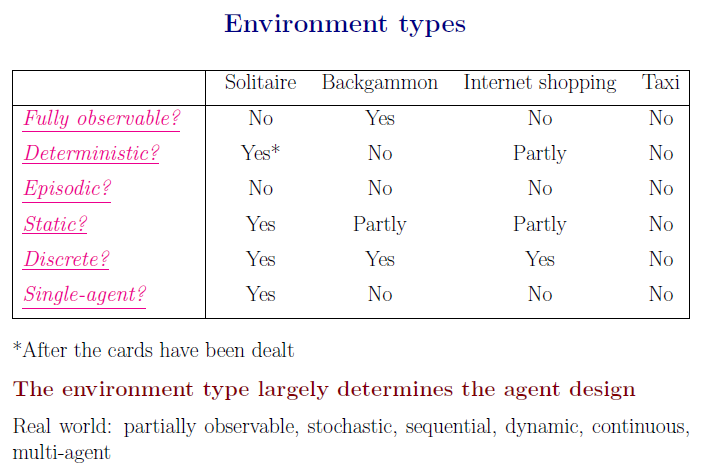 Environment types
Solitaire Backgammon Internet shopping Taxi
Fully observable? No Yes No No
Deterministic? Yes* No Partly No
Episodic? No No No No
Static? Yes Partly Partly No
Discrete? Yes Yes Yes No
Single-agent? Yes No No No
*After the cards have been dealt
The environment type largely determines the agent design
Real world: partially observable, stochastic, sequential, dynamic, continuous,
multi-agent